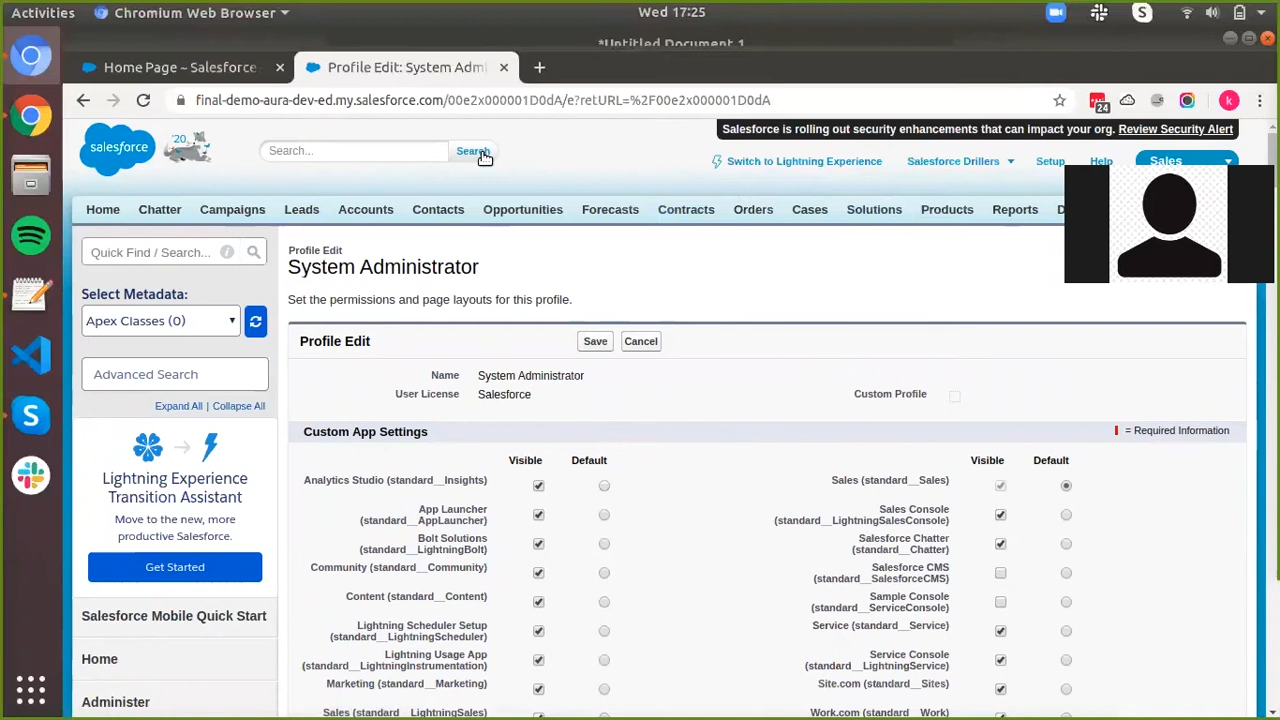 Activities
Chromium Web Browser
Wed 17:25
*Untitled Document 1
Home Page ~ Salesforce
Profile Edit: System Admi
final-demo-aura-dev-ed.my.salesforce.com/00e2x000001D0dA/e?retURL=%2F00e2x000001D0dA
24
Salesforce is rolling out security enhancements that can impact your org. Review Security Alert
salesforce
'20
Search...
Search
Switch to Lightning Experience
Salesforce Drillers
Setup
Help
Sales
Home
Chatter
Campaigns
Leads
Accounts
Contacts
Opportunities
Forecasts
Contracts
Orders
Cases
Solutions
Products
Reports
D
Quick Find / Search...
Select Metadata:
Apex Classes (0)
Advanced Search
Expand All | Collapse All
Lightning Experience
Transition Assistant
Move to the new, more
productive Salesforce.
Get Started
Salesforce Mobile Quick Start
Home
Administer
Profile Edit
System Administrator
Set the permissions and page layouts for this profile.
Profile Edit
Save
Cancel
Name
System Administrator
User License
Salesforce
Custom Profile
Custom App Settings
= Required Information
Visible
Default
Visible
Default
Analytics Studio (standard__Insights)
Sales (standard__Sales)
App Launcher
(standard__AppLauncher)
Sales Console
(standard__LightningSalesConsole)
Bolt Solutions
(standard__LightningBolt)
Salesforce Chatter
(standard__Chatter)
Community (standard__Community)
Salesforce CMS
(standard__SalesforceCMS)
Content (standard__Content)
Sample Console
(standard__ServiceConsole)
Lightning Scheduler Setup
(standard__LightningScheduler)
Service (standard__Service)
Lightning Usage App
(standard__LightningInstrumentation)
Service Console
(standard__LightningService)
Marketing (standard__Marketing)
Site.com (standard__Sites)
Sales (standard__LightningSales)
Work.com (standard__Work)